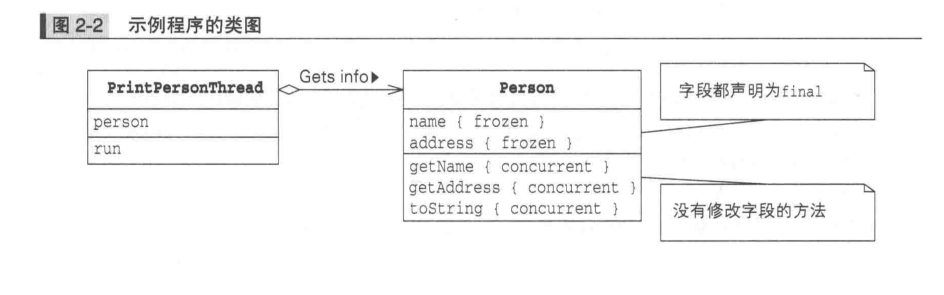 图 2-2 示例程序的类图
PrintPersonThread
person
run
Gets info▶
Person
name { frozen }
address { frozen }
getName { concurrent }
getAddress { concurrent }
toString { concurrent }
字段都声明为final
没有修改字段的方法